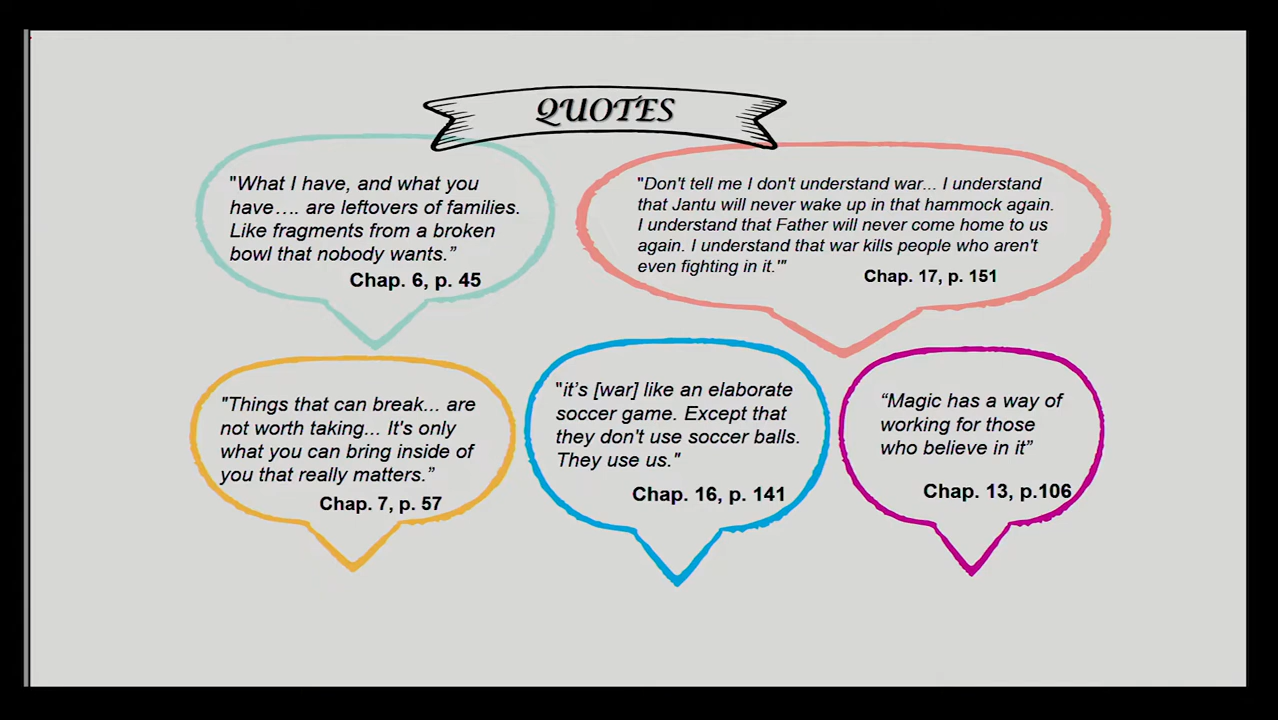 QUOTES
"What I have, and what you
have…. are leftovers of families.
Like fragments from a broken
bowl that nobody wants.”
Chap. 6, p. 45
"Don't tell me I don't understand war... I understand
that Jantu will never wake up in that hammock again.
I understand that Father will never come home to us
again. I understand that war kills people who aren't
even fighting in it.'"
Chap. 17, p. 151
"Things that can break... are
not worth taking... It's only
what you can bring inside of
you that really matters.”
Chap. 7, p. 57
"it’s [war] like an elaborate
soccer game. Except that
they don't use soccer balls.
They use us."
Chap. 16, p. 141
“Magic has a way of
working for those
who believe in it”
Chap. 13, p.106